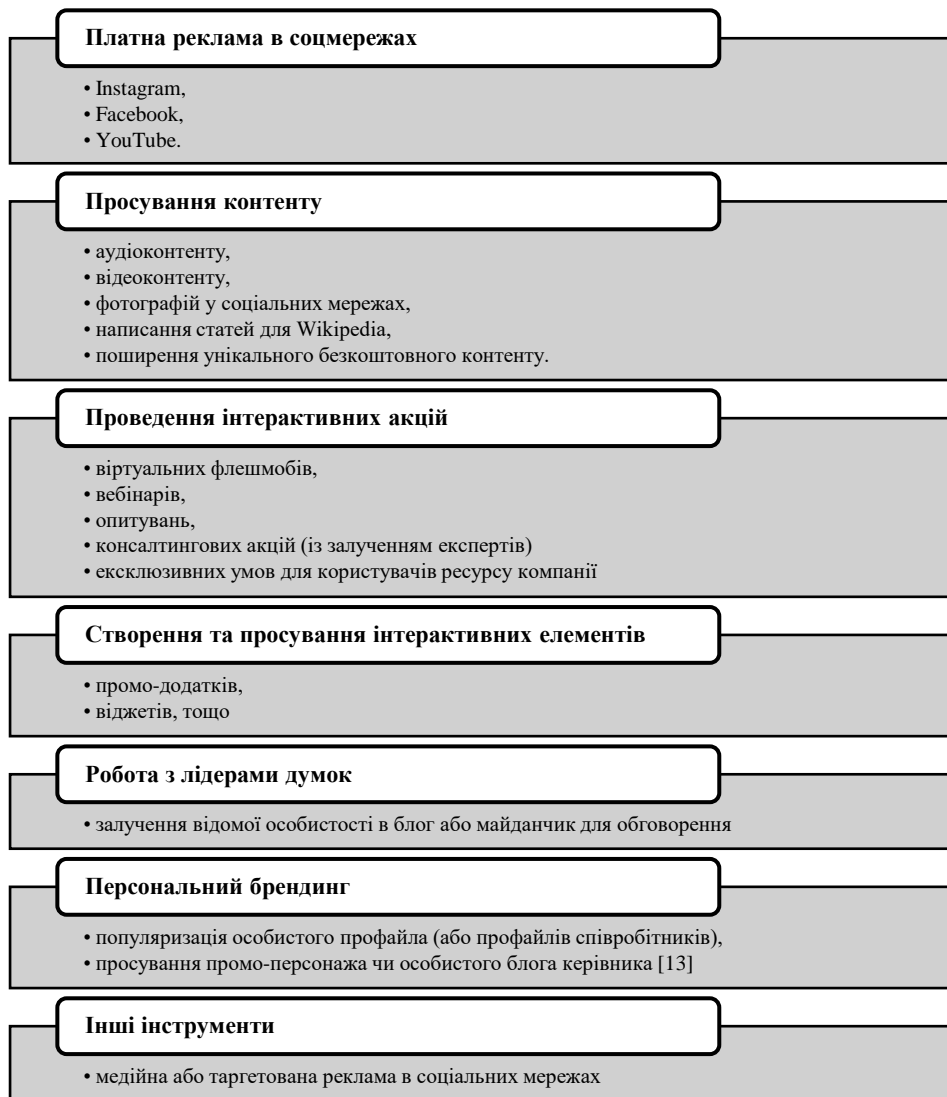 Платна реклама в соцмережах
• Instagram,
• Facebook,
• YouTube.
Просування контенту
• аудіоконтенту,
• відеоконтенту,
• фотографій у соціальних мережах,
• написання статей для Wikipedia,
• поширення унікального безкоштовного контенту.
Проведення інтерактивних акцій
• віртуальних флешмобів,
• вебінарів,
• опитувань,
• консалтингових акцій (із залученням експертів)
• ексклюзивних умов для користувачів ресурсу компанії
Створення та просування інтерактивних елементів
• промо-додатків,
• віджетів, тощо
Робота з лідерами думок
• залучення відомої особистості в блог або майданчик для обговорення
Персональний брендинг
• популяризація особистого профайла (або профайлів співробітників),
• просування промо-персонажа чи особистого блога керівника [13]
Інші інструменти
• медійна або таргетована реклама в соціальних мережах